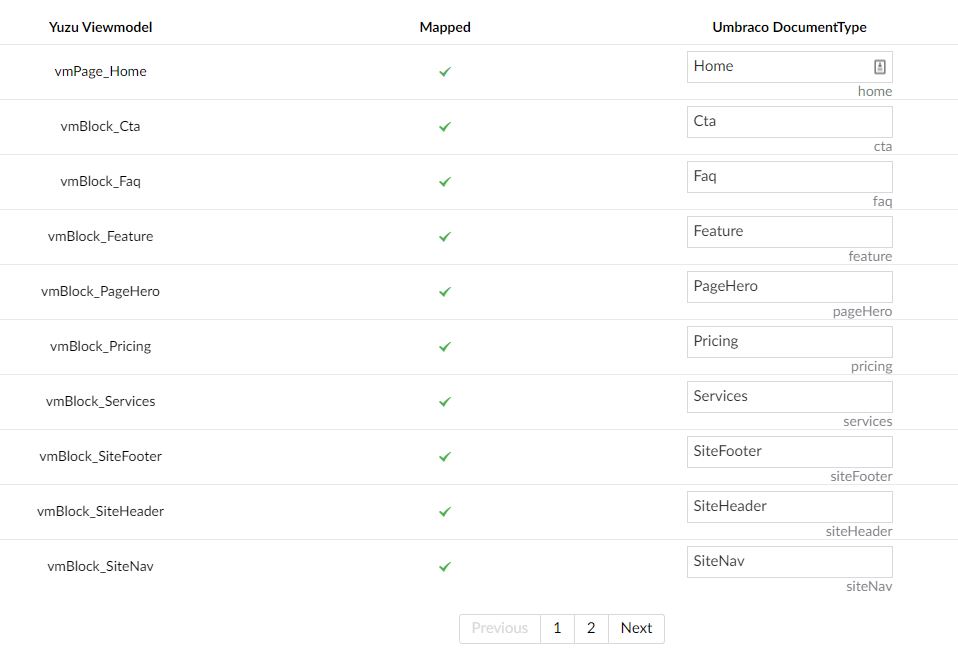 Yuzu Viewmodel Mapped Umbraco DocumentType
vmPage_Home Home
home
vmBlock_Cta Cta
cta
vmBlock_Faq Faq
faq
vmBlock_Feature Feature
feature
vmBlock_PageHero PageHero
pageHero
vmBlock_Pricing Pricing
pricing
vmBlock_Services Services
services
vmBlock_SiteFooter SiteFooter
siteFooter
vmBlock_SiteHeader SiteHeader
siteHeader
vmBlock_SiteNav SiteNav
siteNav
Previous 1 2 Next